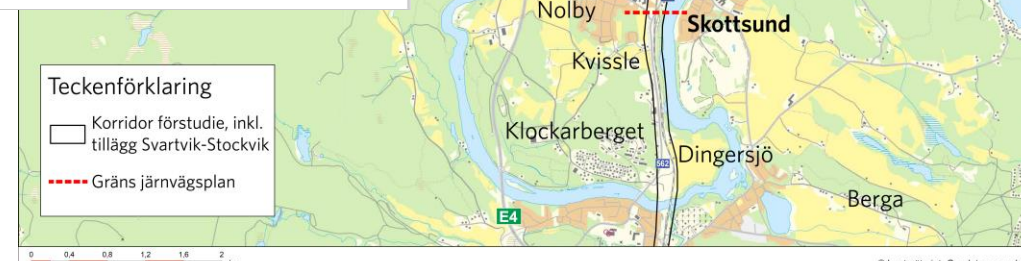 Nolby
Skottsund
Kvissle
Teckenförklaring
Korridor förstudie, inkl.
tillägg Svartvik-Stockvik
Gräns järnvägsplan
Klockarberget
562
Dingersjö
Berga
E4
0 0,4 0,8 1,2 1,6 2